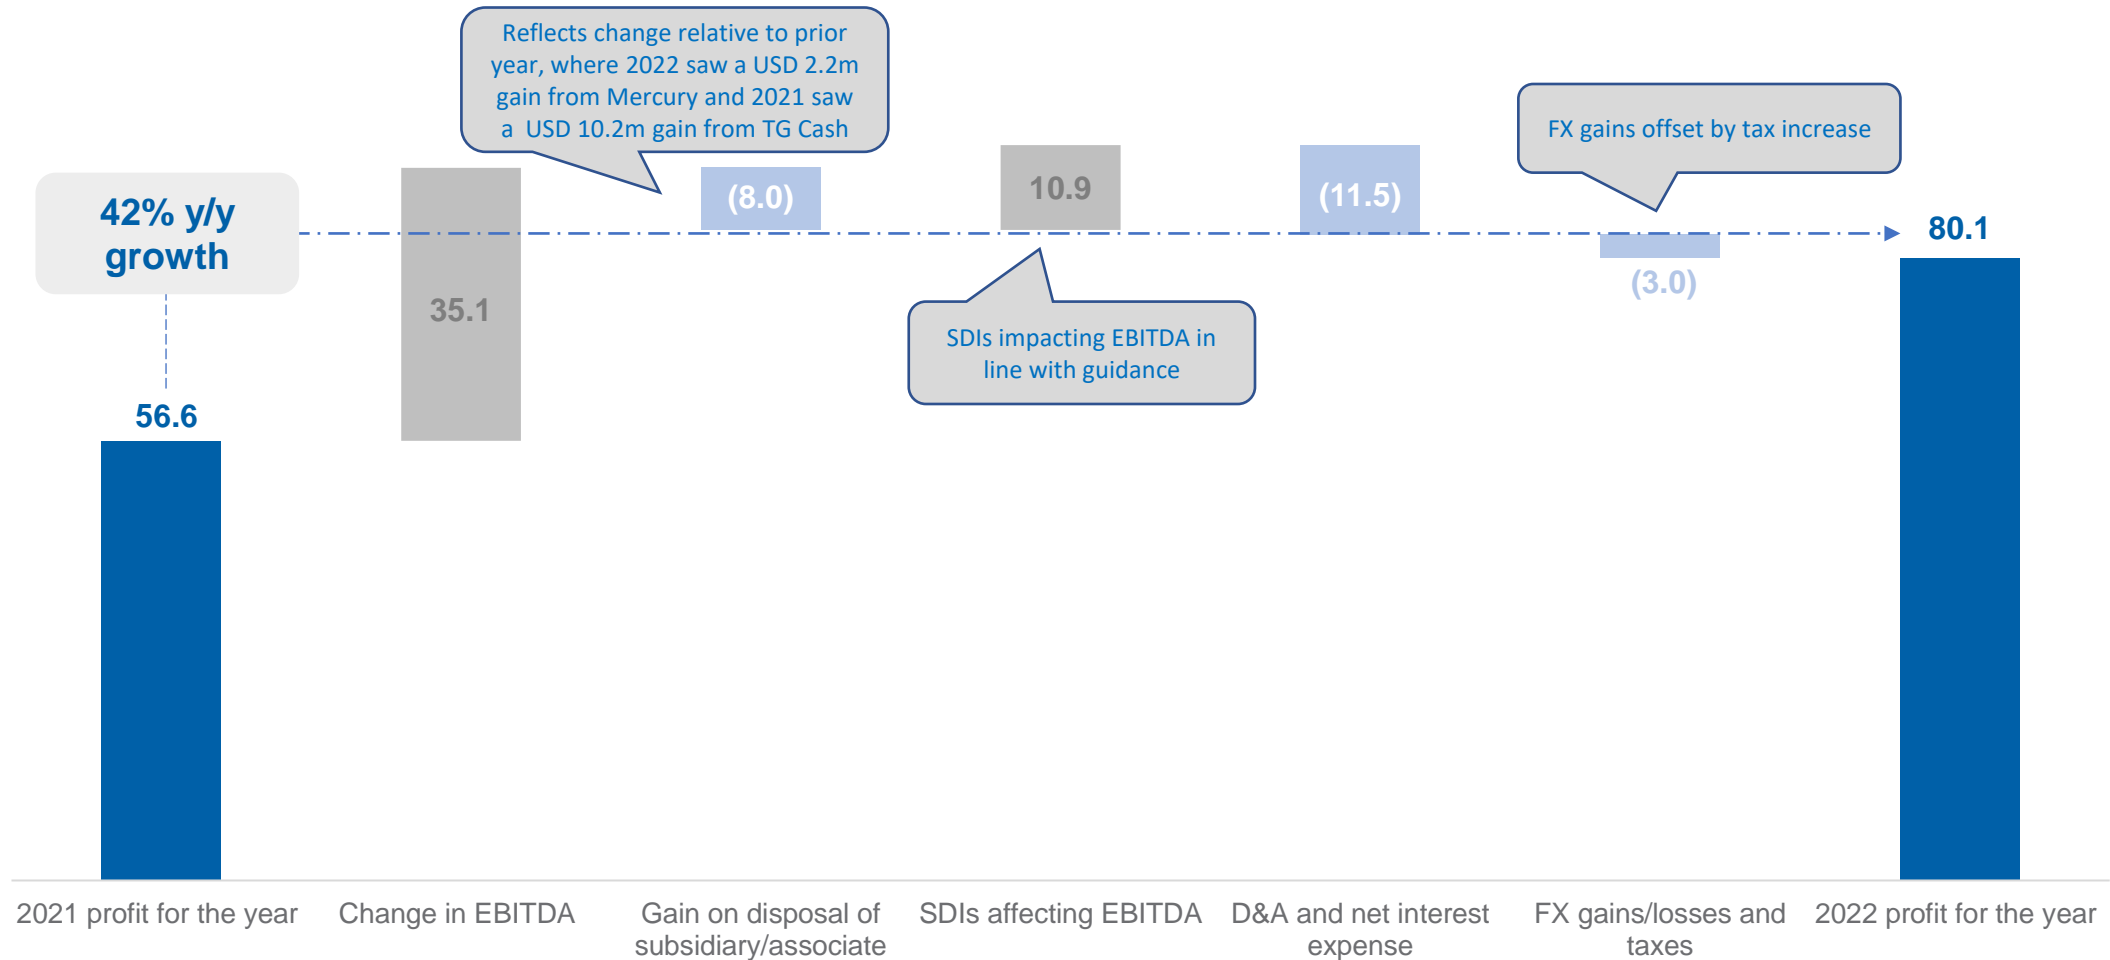 Reflects change relative to prior
year, where 2022 saw a USD 2.2m
gain from Mercury and 2021 saw
a  USD 10.2m gain from TG Cash
FX gains offset by tax increase
42% y/y
growth
(8.0)
10.9
(11.5)
80.1
35.1
(3.0)
SDIs impacting EBITDA in
line with guidance
56.6
2021 profit for the year
Change in EBITDA
Gain on disposal of
subsidiary/associate
SDIs affecting EBITDA
D&A and net interest
expense
FX gains/losses and
taxes
2022 profit for the year